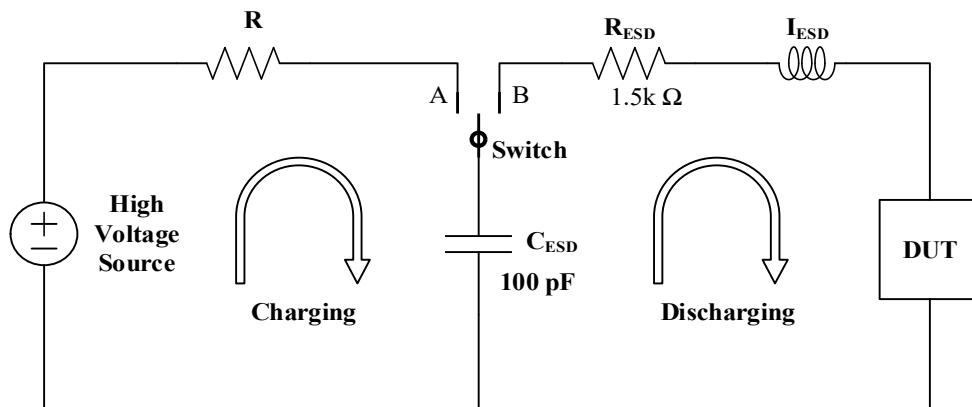 R
R_ESD
I_ESD
A
B
1.5k Ω
Switch
High
Voltage
Source
C_ESD
100 pF
DUT
Charging
Discharging